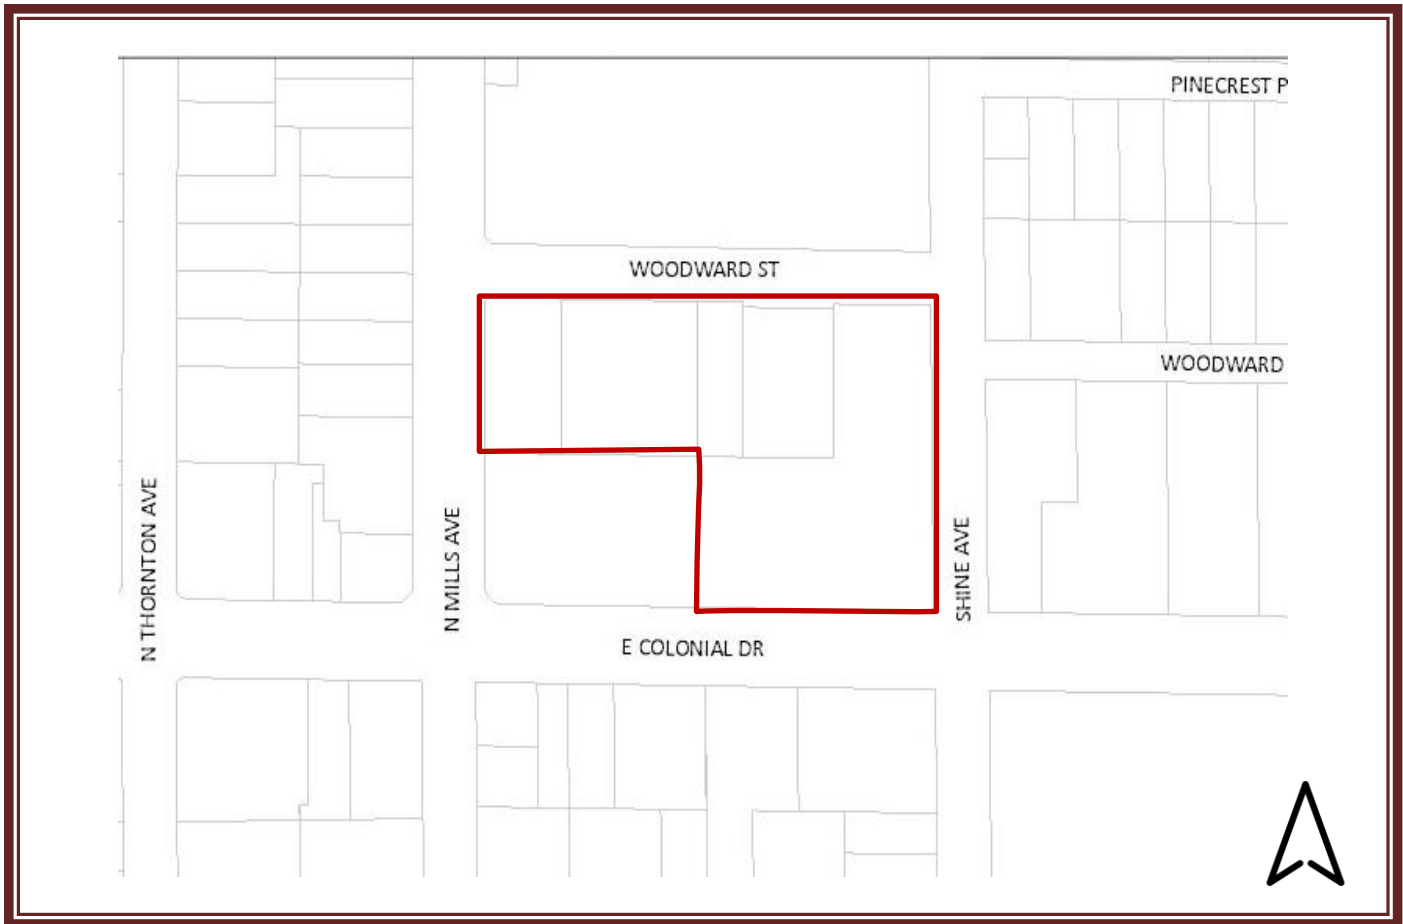 PINECREST P
WOODWARD ST
WOODWARD
N THORNTON AVE
N MILLS AVE
SHINE AVE
E COLONIAL DR